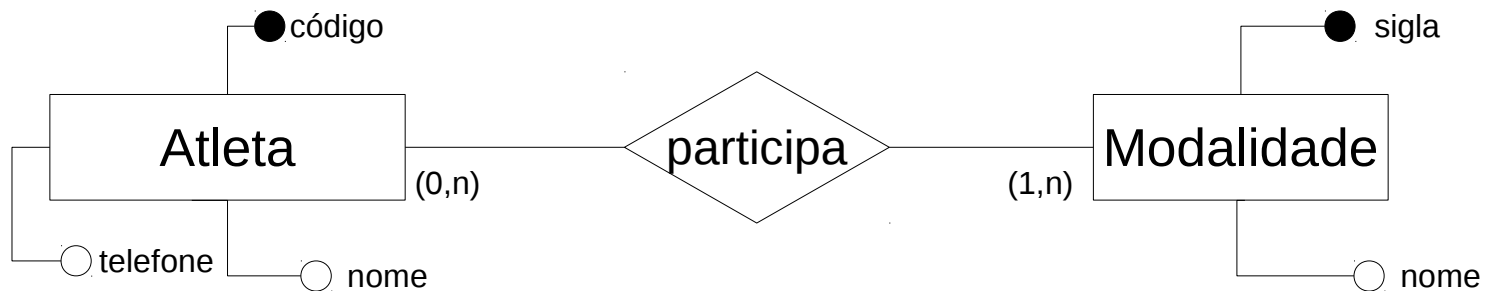 código
sigla
Atleta
participa
Modalidade
(0,n)
(1,n)
telefone
nome
nome